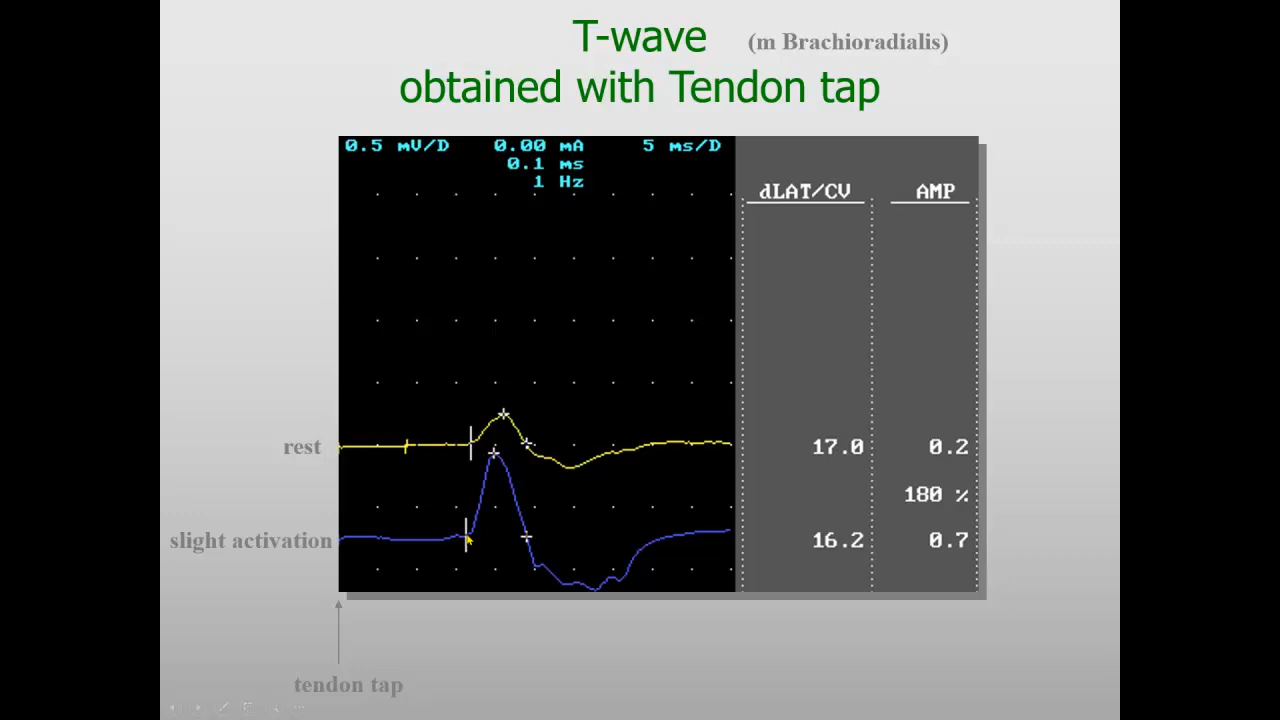 T-wave (m Brachioradialis)
obtained with Tendon tap
0.5 mV/D 0.00 mA 5 ms/D
0.1 ms
1 Hz
dLAT/CV AMP
rest 17.0 0.2
180 %
slight activation 16.2 0.7
tendon tap